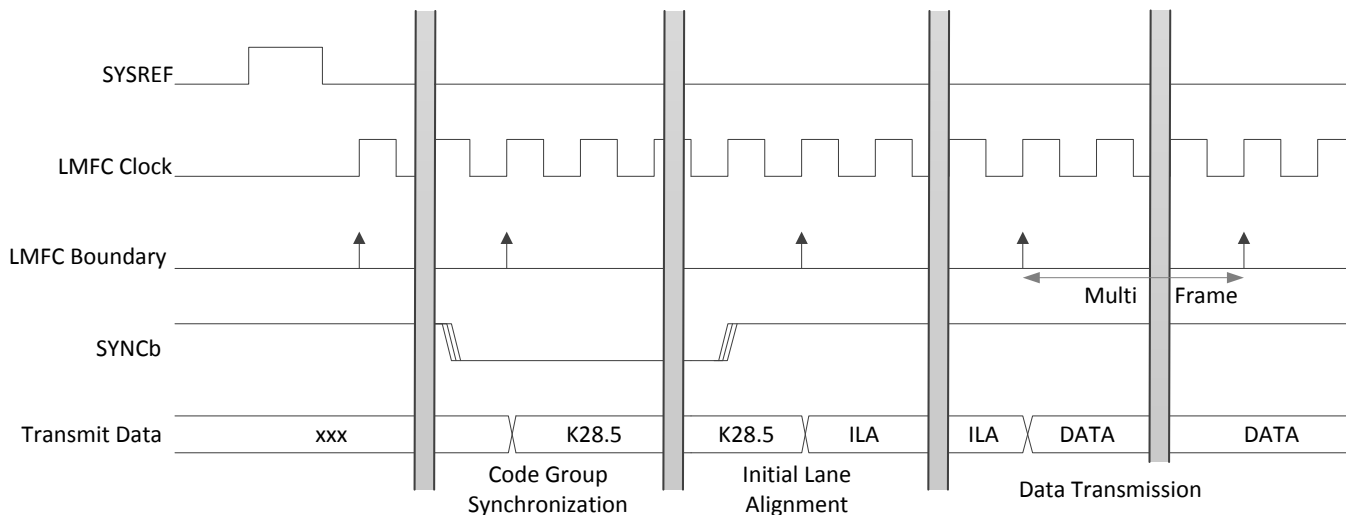 SYSREF
LMFC Clock
LMFC Boundary
Multi Frame
SYNCb
Transmit Data
xxx K28.5 K28.5 ILA ILA DATA DATA
Code Group
Synchronization
Initial Lane
Alignment
Data Transmission